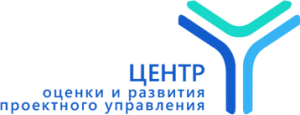 ЦЕНТР
оценки и развития
проектного управления